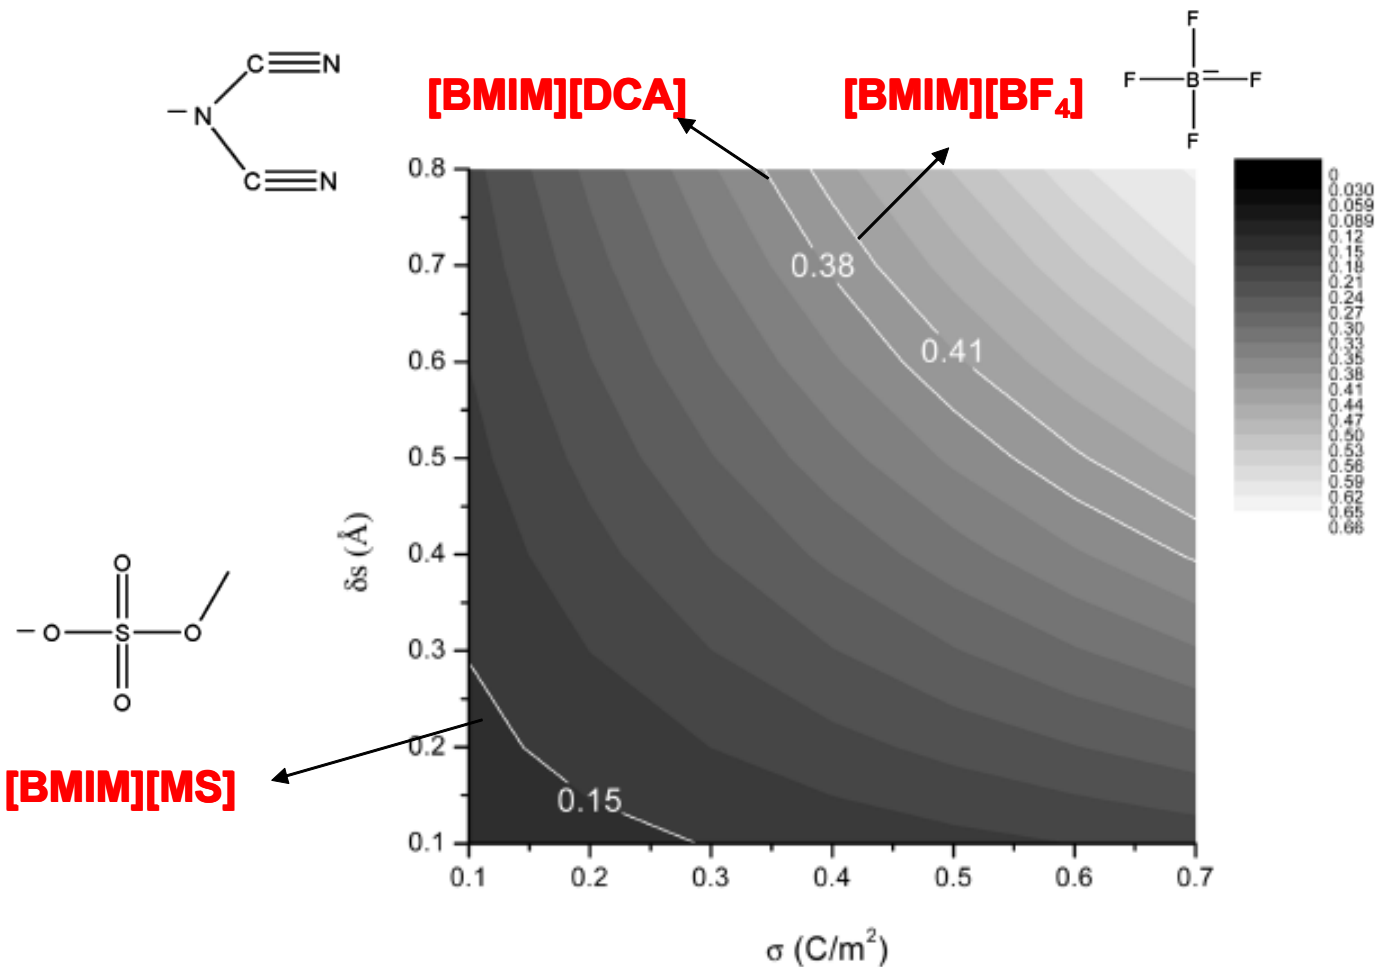 F
F B− F
F
C≡N
−N
C≡N
[BMIM][DCA]
[BMIM][BF₄]
0.8
0.7
0.6
0.5
0.4
0.3
0.2
0.1
δs (Å)
0.38
0.41
0.15
0.1 0.2 0.3 0.4 0.5 0.6 0.7
σ (C/m²)
0
0.030
0.059
0.089
0.12
0.15
0.18
0.21
0.24
0.27
0.30
0.33
0.35
0.38
0.41
0.44
0.47
0.50
0.53
0.56
0.59
0.62
0.65
0.66
O
−O S O
O
[BMIM][MS]